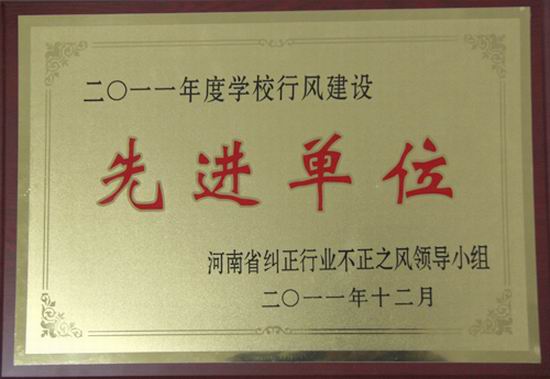 二〇一一年度学校行风建设
先进单位
河南省纠正行业不正之风领导小组
二〇一一年十二月